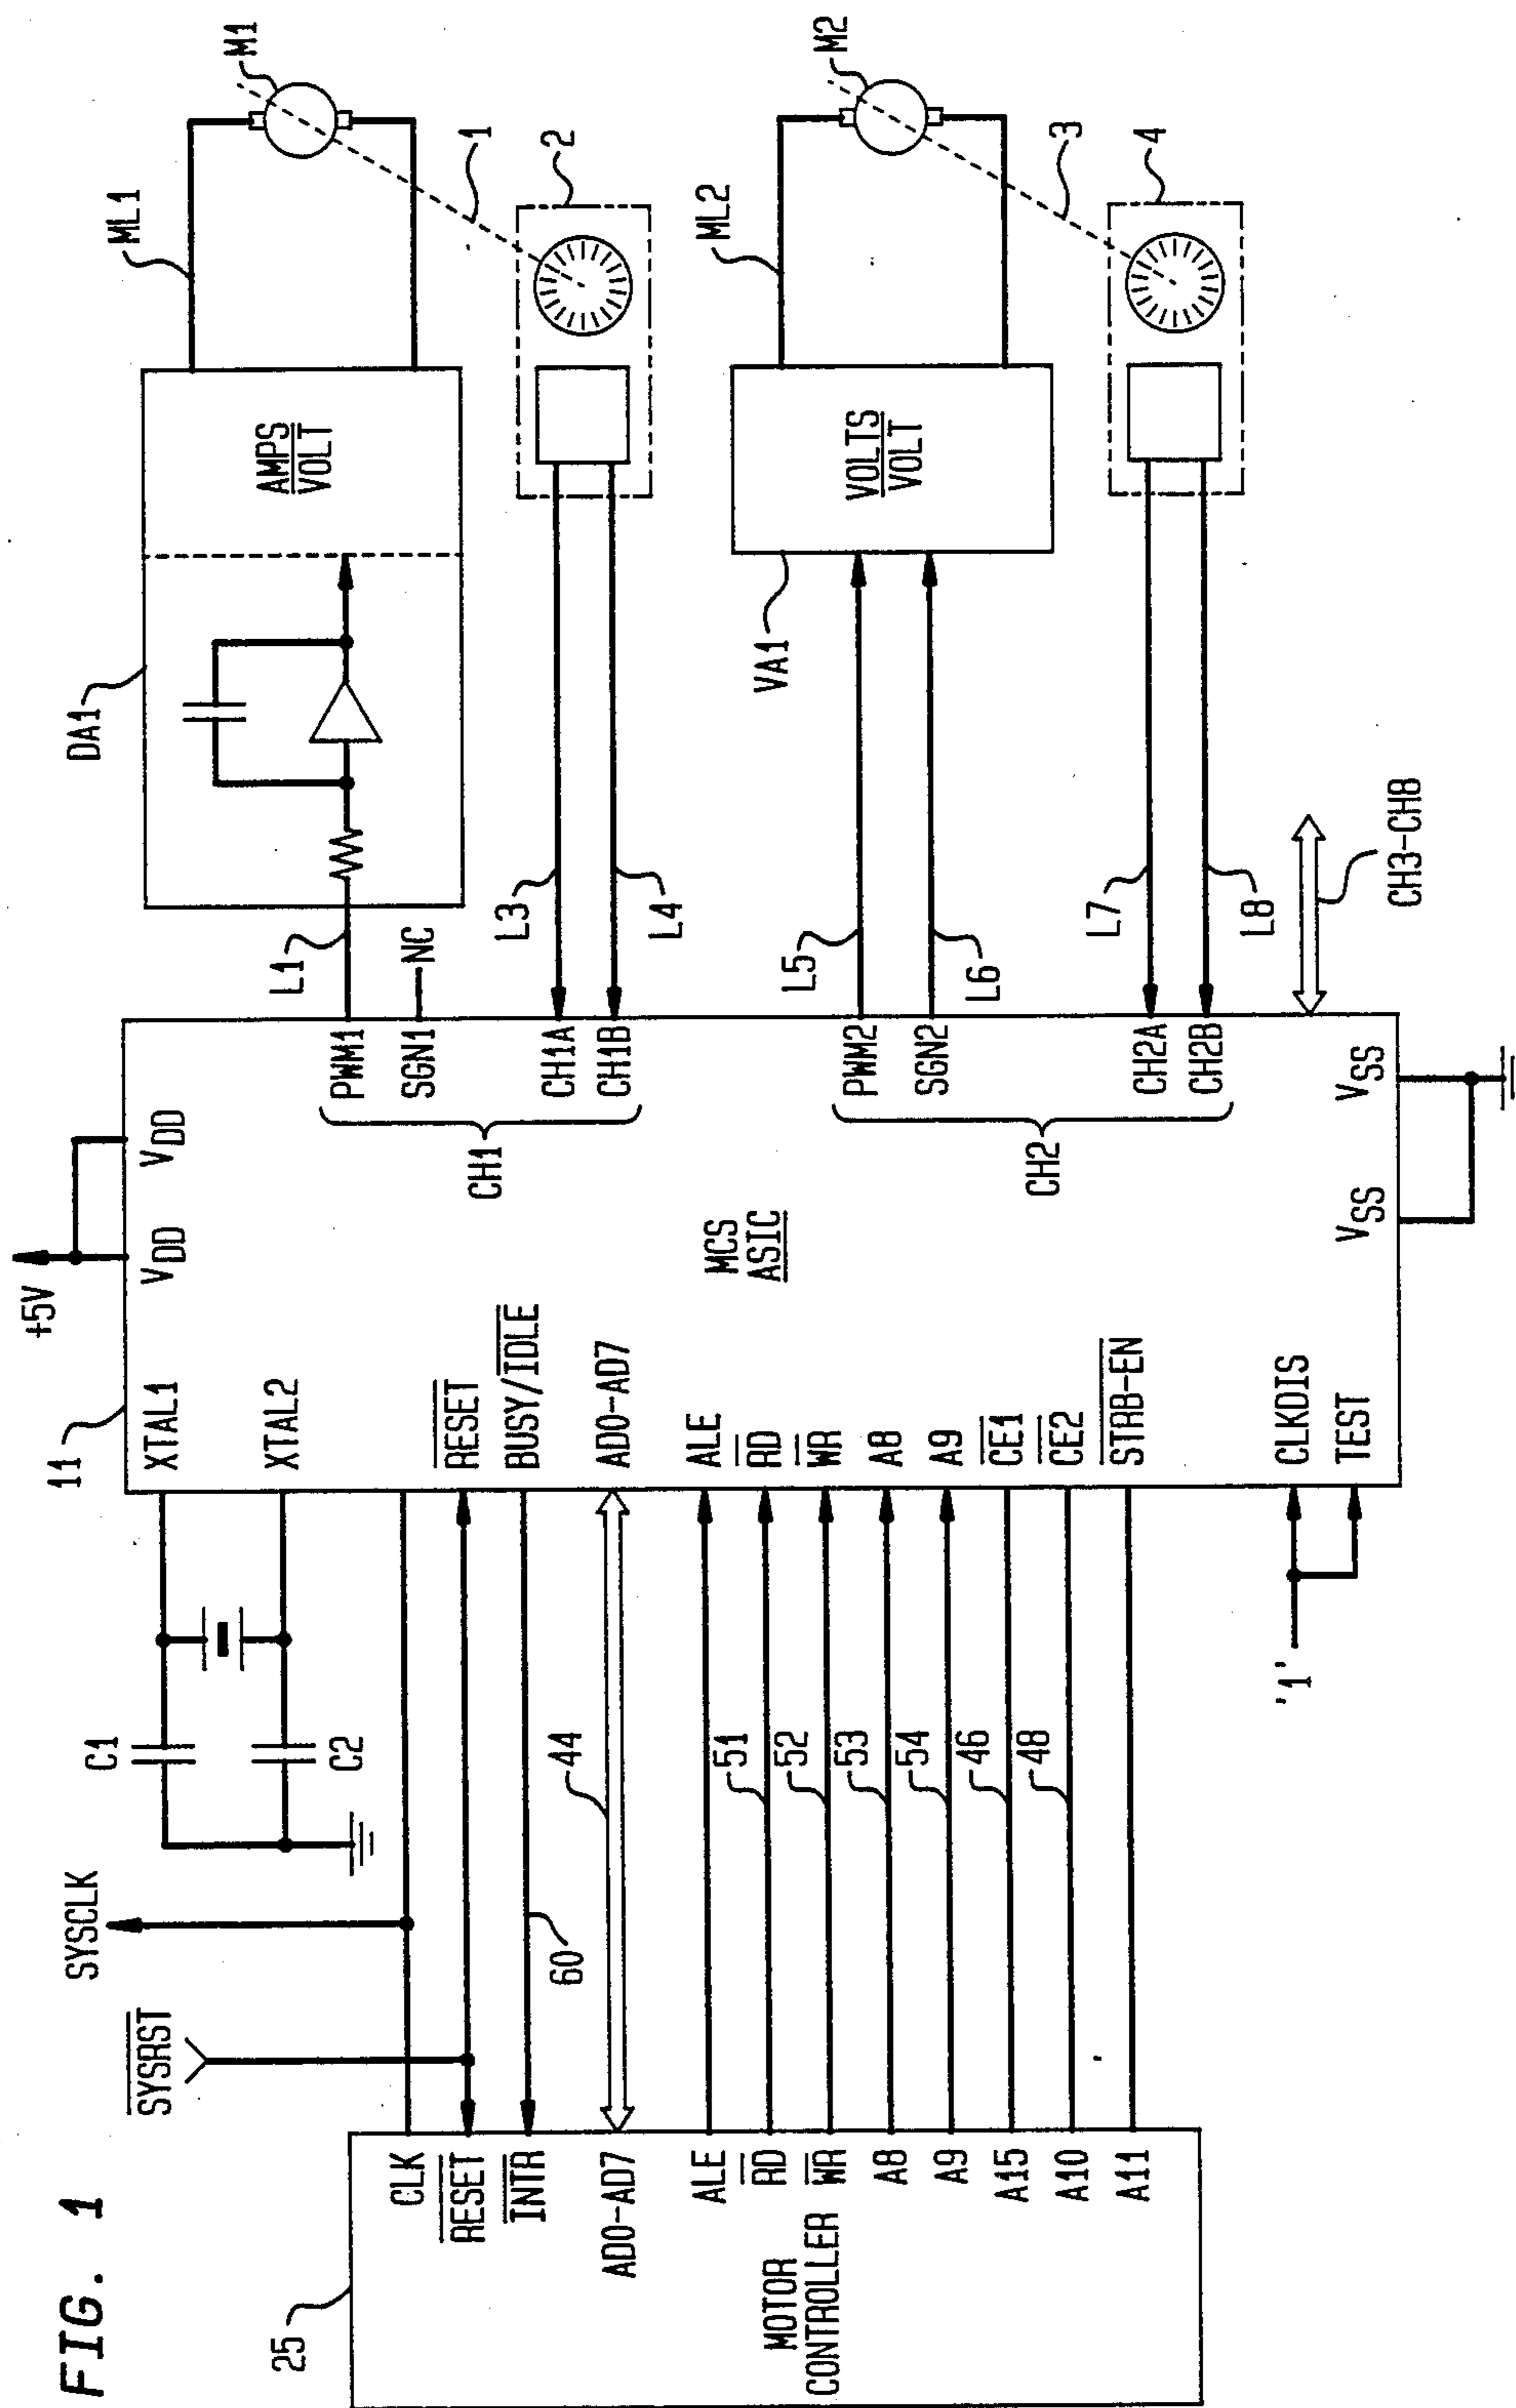 FIG. 1
25
MOTOR
CONTROLLER
CLK
RESET
INTR
AD0-AD7
ALE
RD
WR
A8
A9
A15
A10
A11
SYSRST
SYSCLK
C1
C2
60
44
51
52
53
54
46
48
'1'
11
+5V
XTAL1
XTAL2
RESET
BUSY/IDLE
AD0-AD7
ALE
RD
WR
A8
A9
CE1
CE2
STRB-EN
CLKDIS
TEST
VDD
VDD
MCS
ASIC
VSS
VSS
CH1
PWM1
SGN1
CH1A
CH1B
CH2
PWM2
SGN2
CH2A
CH2B
L1
NC
L3
L4
L5
L6
L7
L8
CH3-CH8
DA1
AMPS
VOLT
ML1
M1
1
2
VA1
VOLTS
VOLT
ML2
M2
3
4